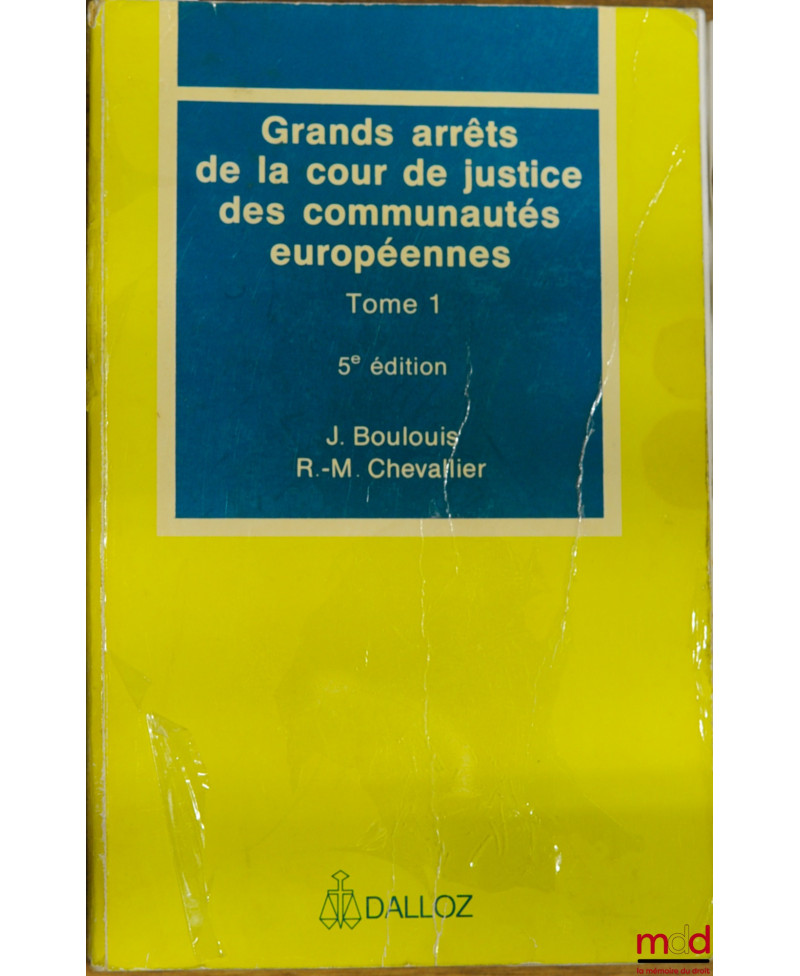 Grands arrêts
de la cour de justice
des communautés
européennes
Tome 1
5e édition
J. Boulouis
R.-M. Chevallier
DALLOZ
mdd
la mémoire du droit